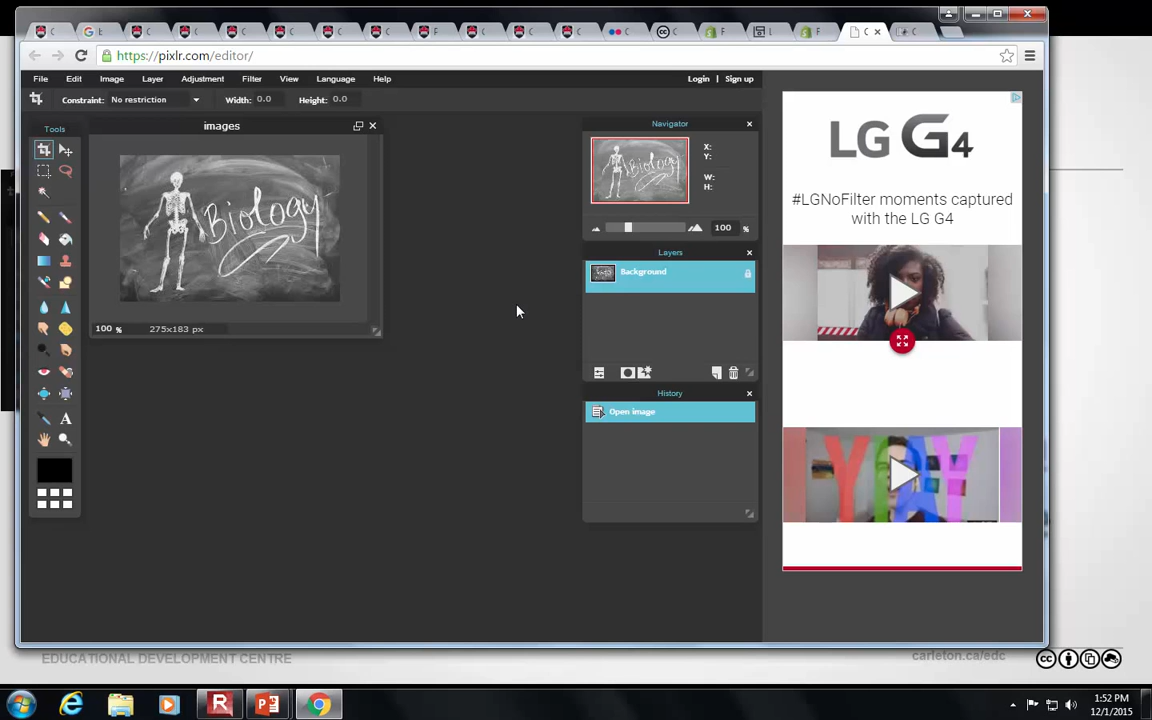 https://pixlr.com/editor/
File Edit Image Layer Adjustment Filter View Language Help Login | Sign up
Constraint: No restriction Width: 0.0 Height: 0.0
Tools
images
Biology
100 % 275x183 px
Navigator
X:
Y:
W:
H:
100 %
Layers
Background
History
Open image
LG G4
#LGNoFilter moments captured
with the LG G4
YAY
EDUCATIONAL DEVELOPMENT CENTRE
carleton.ca/edc
1:52 PM
12/1/2015